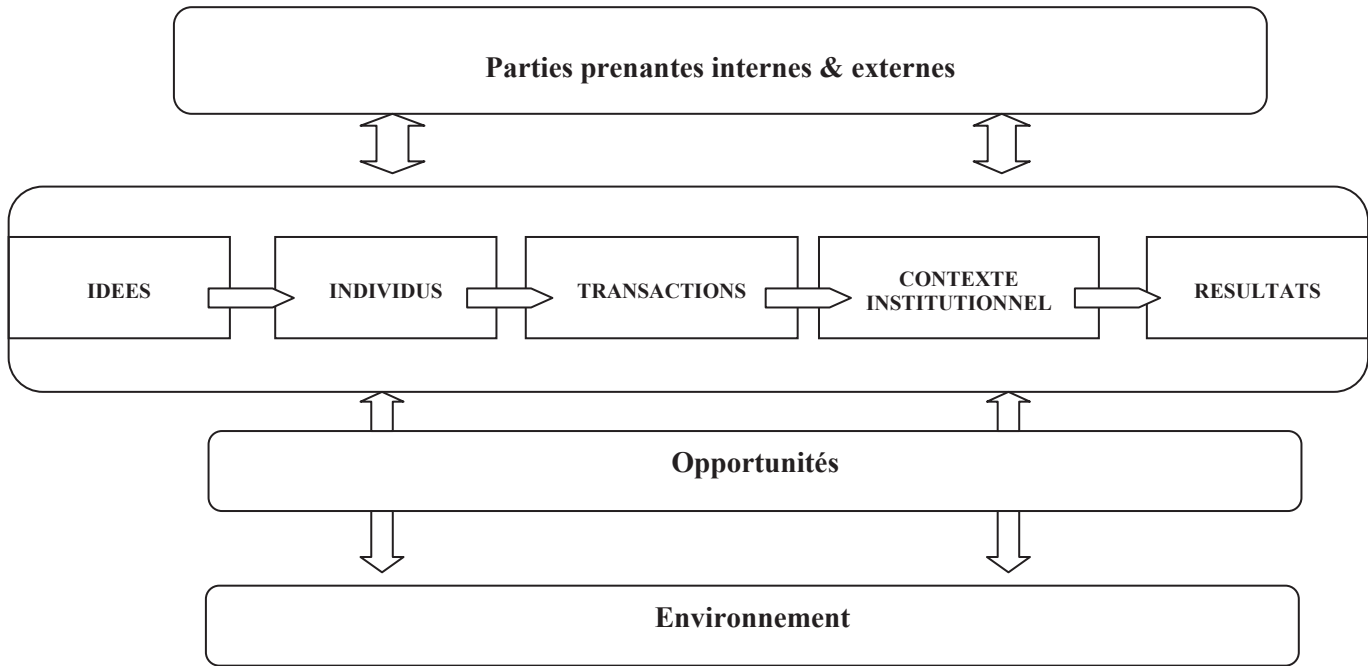 Parties prenantes internes & externes
IDEES
INDIVIDUS
TRANSACTIONS
CONTEXTE
INSTITUTIONNEL
RESULTATS
Opportunités
Environnement